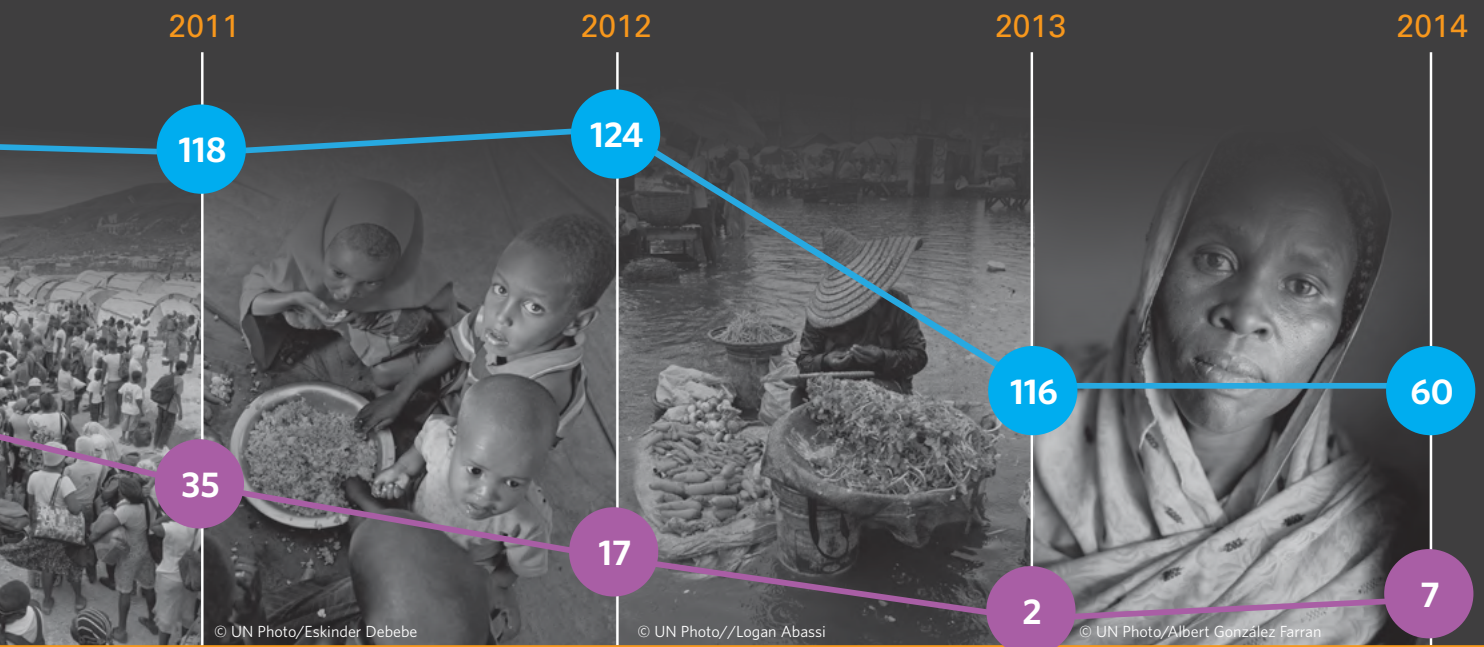 2011 2012 2013 2014
118 124 116 60
35 17 2 7
© UN Photo/Eskinder Debebe © UN Photo//Logan Abassi © UN Photo/Albert González Farran